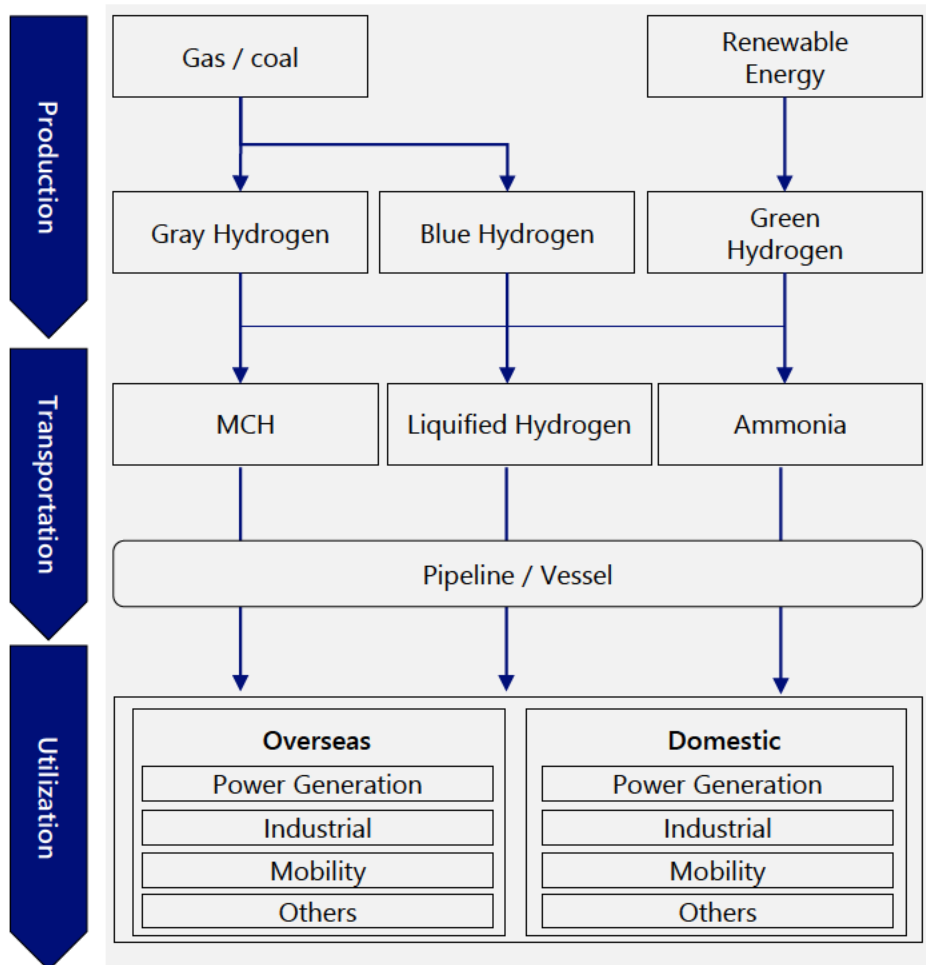 Production
Gas / coal
Renewable
Energy
Gray Hydrogen
Blue Hydrogen
Green
Hydrogen
Transportation
MCH
Liquified Hydrogen
Ammonia
Pipeline / Vessel
Utilization
Overseas
Power Generation
Industrial
Mobility
Others
Domestic
Power Generation
Industrial
Mobility
Others